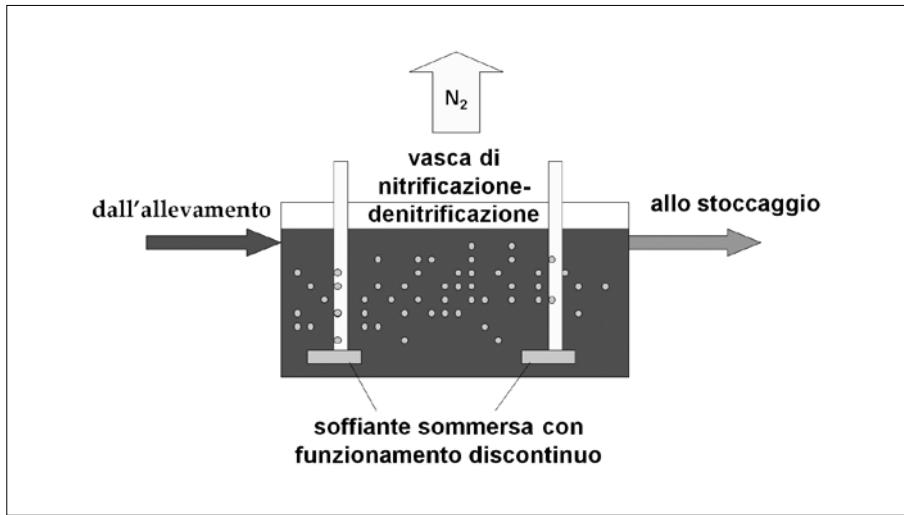 N₂
vasca di
nitrificazione-
denitrificazione
dall'allevamento
allo stoccaggio
soffiante sommersa con
funzionamento discontinuo